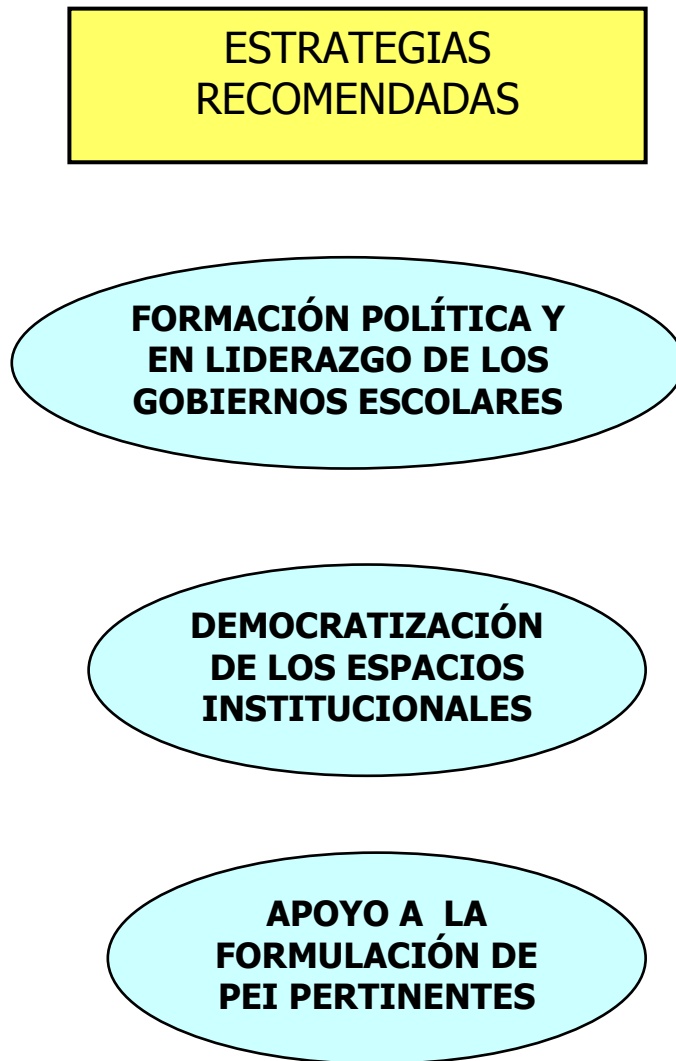 ESTRATEGIAS
RECOMENDADAS
FORMACIÓN POLÍTICA Y
EN LIDERAZGO DE LOS
GOBIERNOS ESCOLARES
DEMOCRATIZACIÓN
DE LOS ESPACIOS
INSTITUCIONALES
APOYO A  LA
FORMULACIÓN DE
PEI PERTINENTES